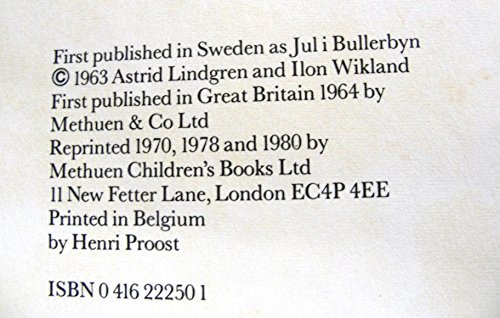 First published in Sweden as Jul i Bullerbyn
© 1963 Astrid Lindgren and Ilon Wikland
First published in Great Britain 1964 by
Methuen & Co Ltd
Reprinted 1970, 1978 and 1980 by
Methuen Children's Books Ltd
11 New Fetter Lane, London EC4P 4EE
Printed in Belgium
by Henri Proost
ISBN 0 416 22250 1